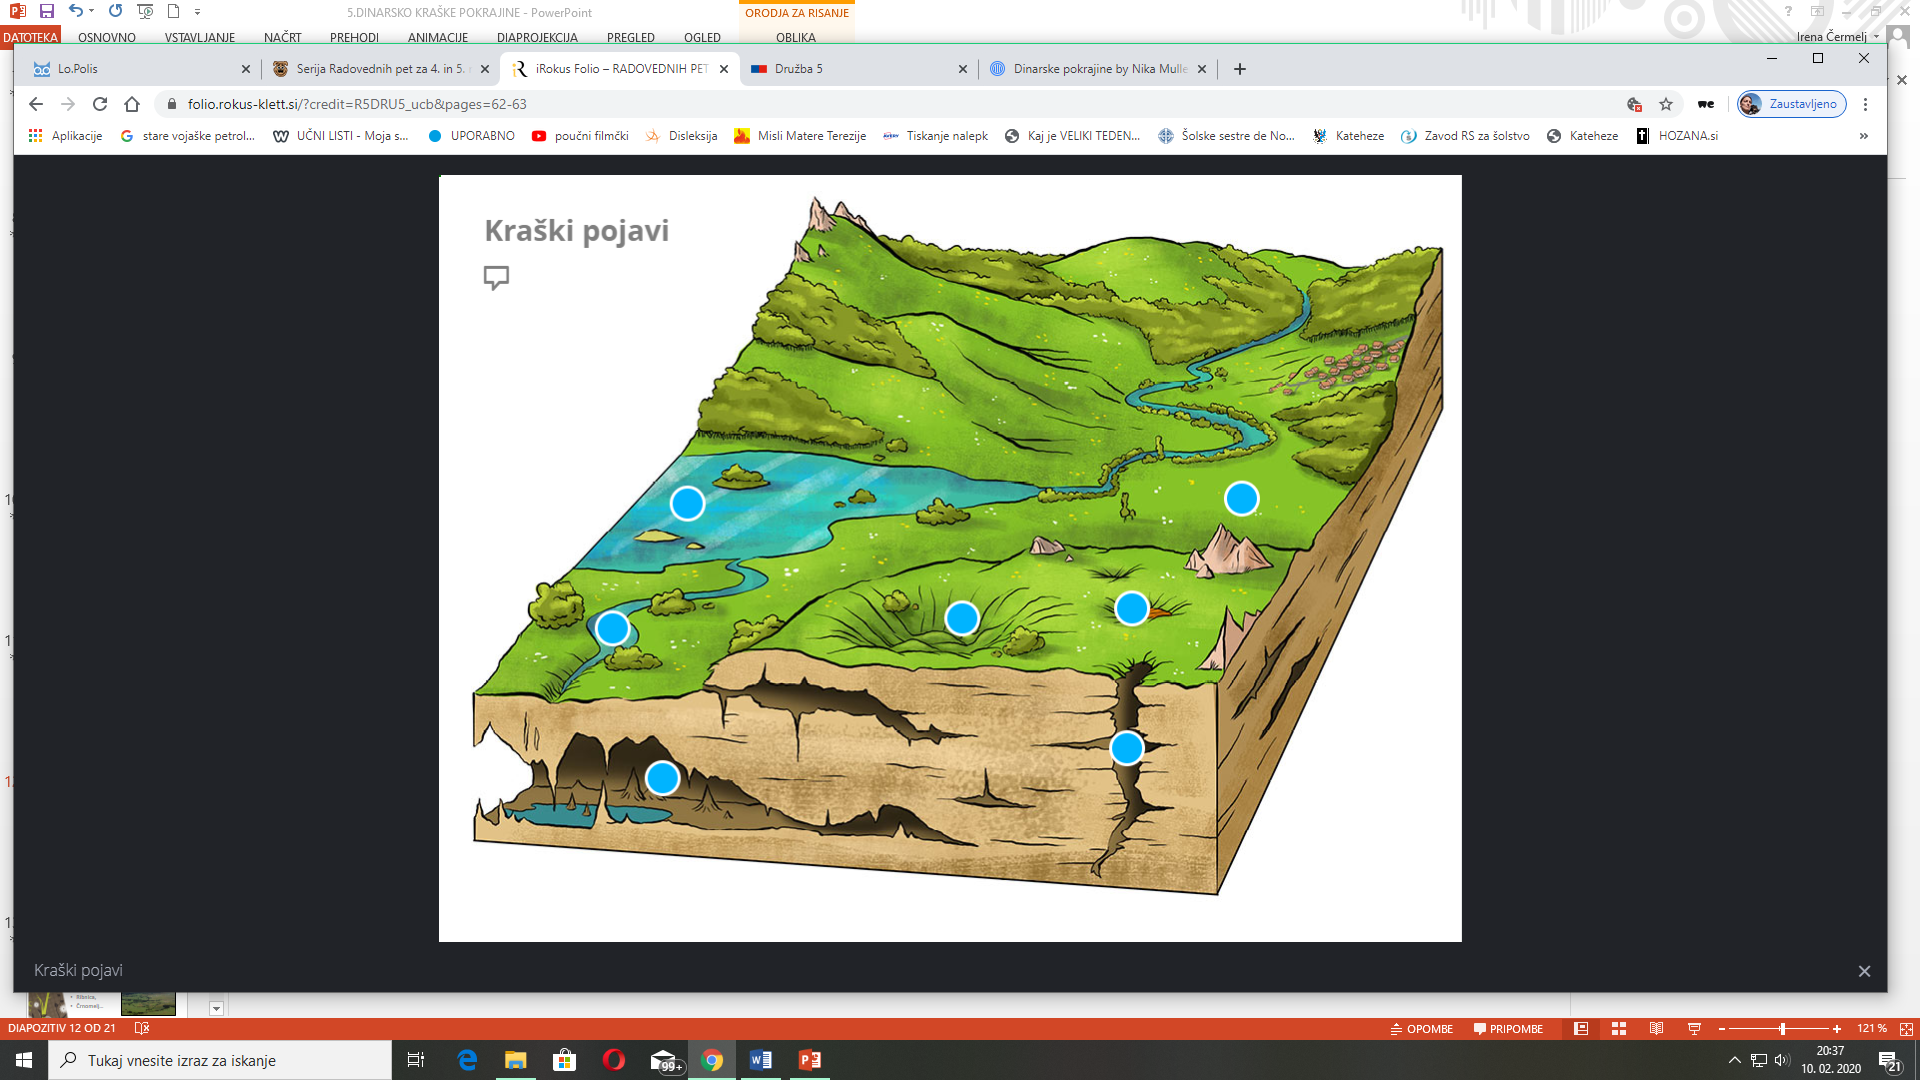 5.DINARSKO KRAŠKE POKRAJINE - PowerPoint
ORODJA ZA RISANJE
DATOTEKA OSNOVNO VSTAVLJANJE NAČRT PREHODI ANIMACIJE DIAPROJEKCIJA PREGLED OGLED OBLIKA
Irena Čermelj
Lo.Polis
Serija Radovednih pet za 4. in 5.
iRokus Folio – RADOVEDNIH PET
Družba 5
Dinarske pokrajine by Nika Mulle
folio.rokus-klett.si/?credit=R5DRU5_ucb&pages=62-63
Zaustavljeno
Aplikacije
stare vojaške petrol...
UČNI LISTI - Moja s...
UPORABNO
poučni filmčki
Disleksija
Misli Matere Terezije
Tiskanje nalepk
Kaj je VELIKI TEDEN...
Šolske sestre de No...
Kateheze
Zavod RS za šolstvo
Kateheze
HOZANA.si
Kraški pojavi
Kraški pojavi
Ribnica,
Črnomelj...
DIAPOZITIV 12 OD 21
OPOMBE
PRIPOMBE
121 %
Tukaj vnesite izraz za iskanje
99+
20:37
10. 02. 2020
21